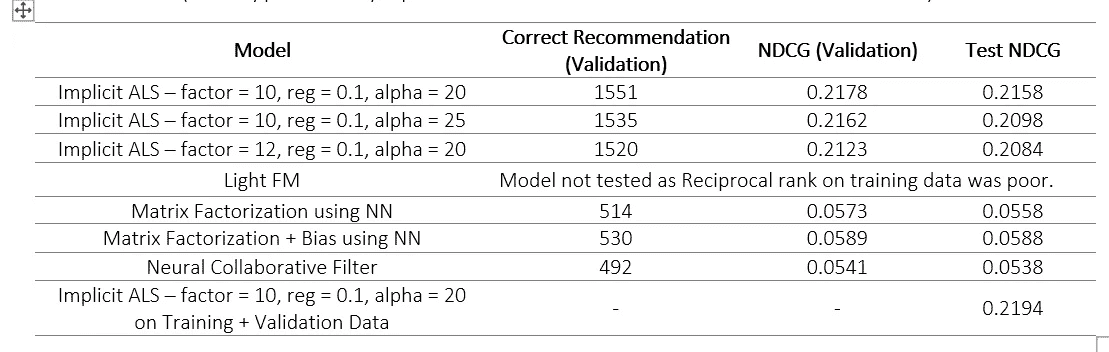 Model Correct Recommendation (Validation) NDCG (Validation) Test NDCG
Implicit ALS – factor = 10, reg = 0.1, alpha = 20 1551 0.2178 0.2158
Implicit ALS – factor = 10, reg = 0.1, alpha = 25 1535 0.2162 0.2098
Implicit ALS – factor = 12, reg = 0.1, alpha = 20 1520 0.2123 0.2084
Light FM Model not tested as Reciprocal rank on training data was poor.
Matrix Factorization using NN 514 0.0573 0.0558
Matrix Factorization + Bias using NN 530 0.0589 0.0588
Neural Collaborative Filter 492 0.0541 0.0538
Implicit ALS – factor = 10, reg = 0.1, alpha = 20
on Training + Validation Data - - 0.2194